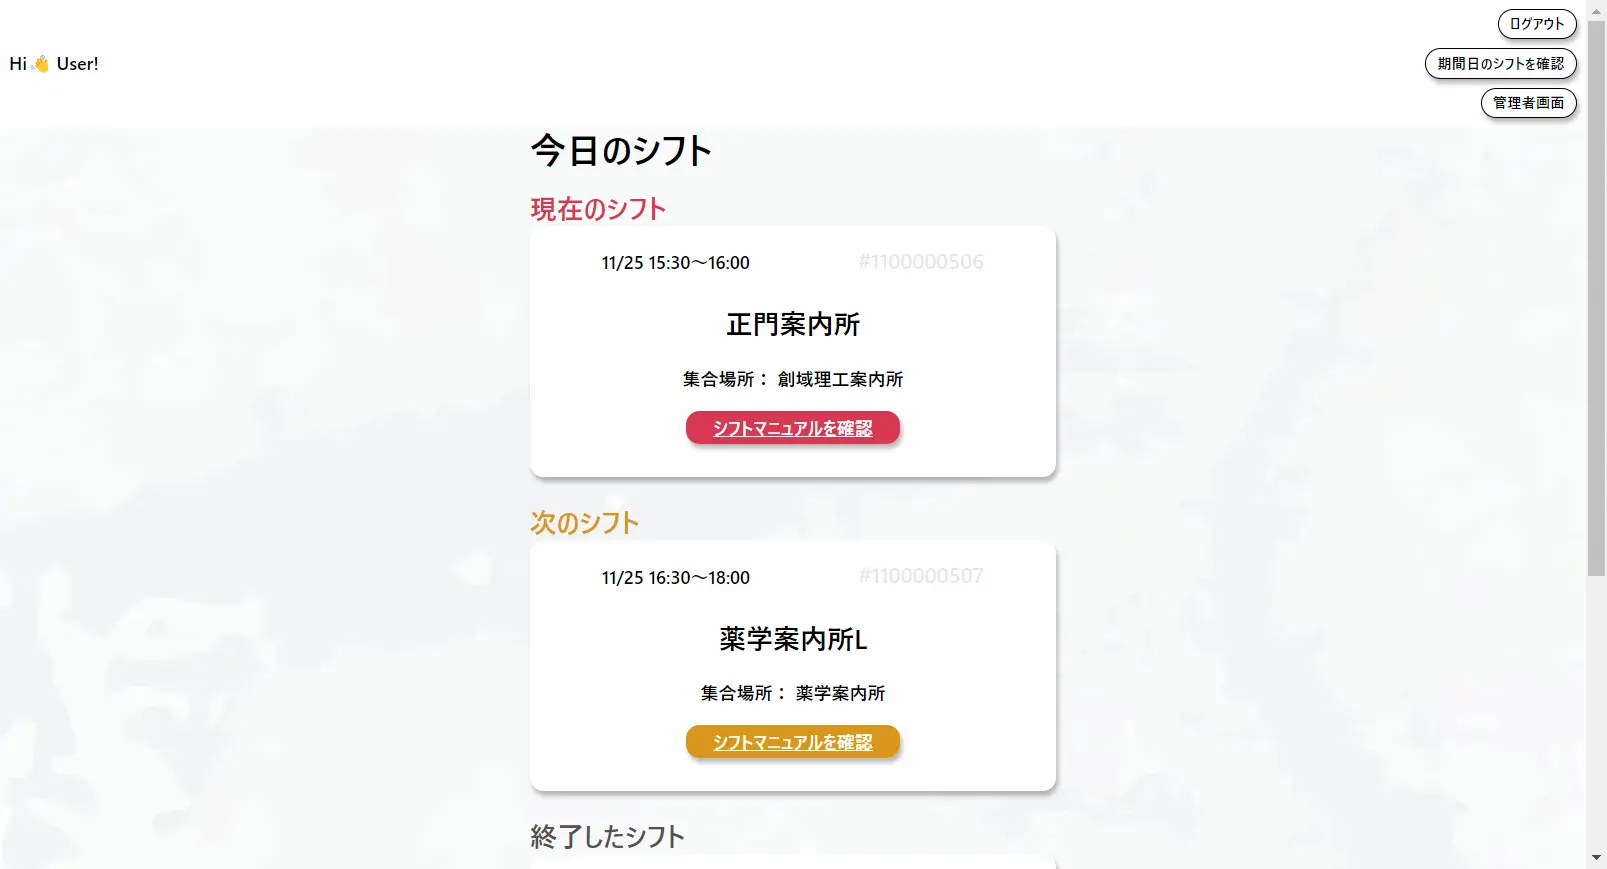 ログアウト
Hi👋 User!
期間日のシフトを確認
管理者画面
今日のシフト
現在のシフト
11/25 15:30～16:00 #1100000506
正門案内所
集合場所： 創域理工案内所
シフトマニュアルを確認
次のシフト
11/25 16:30～18:00 #1100000507
薬学案内所L
集合場所： 薬学案内所
シフトマニュアルを確認
終了したシフト